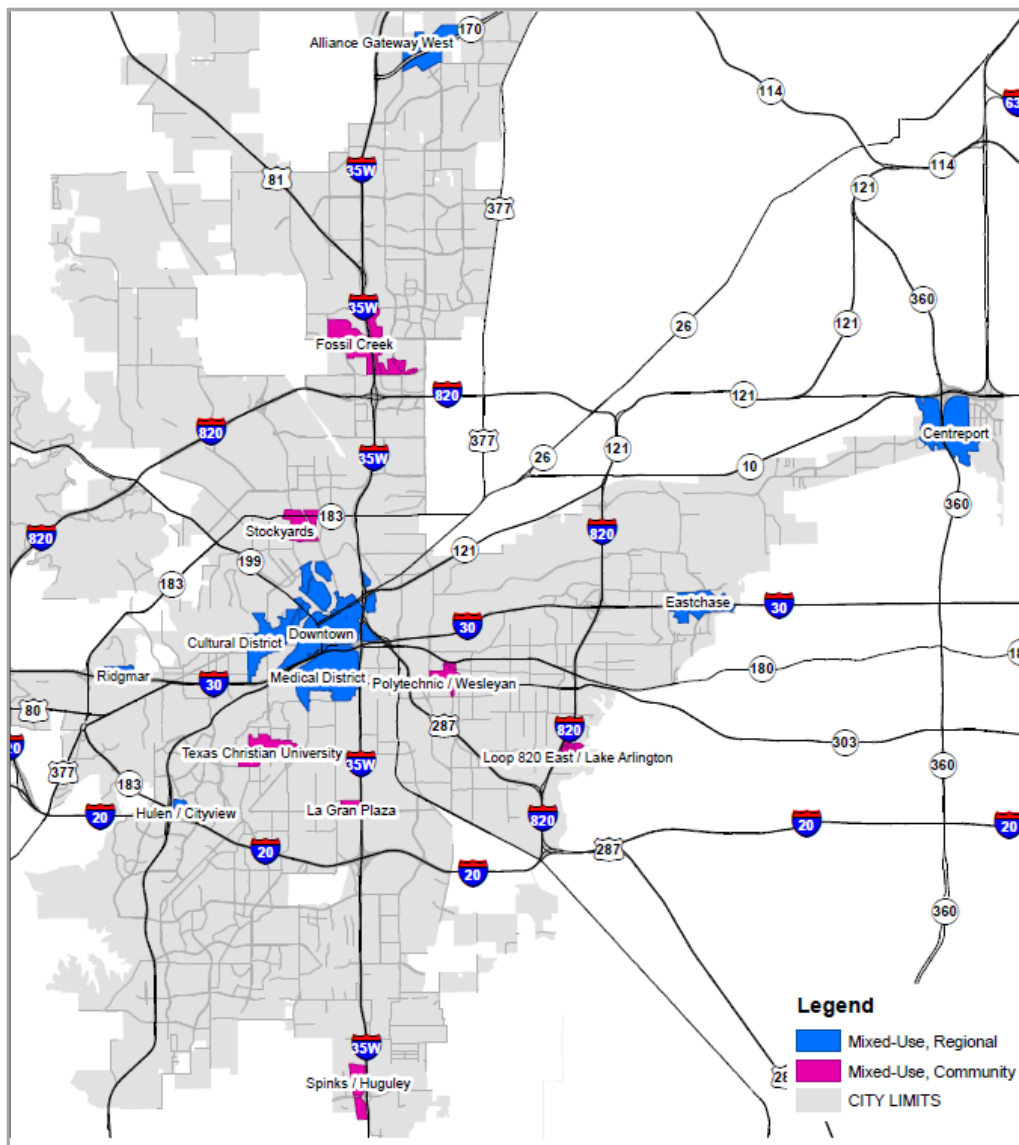 170
Alliance Gateway West
114
63
35W
114
81
121
377
360
35W
26
121
Fossil Creek
820
121
820
Centreport
377
121
35W
26
10
360
Stockyards
183
820
820
199
121
183
Eastchase
30
30
Downtown
Cultural District
180
Ridgmar
30
Medical District
Polytechnic / Wesleyan
80
287
820
303
Texas Christian University
Loop 820 East / Lake Arlington
377
35W
360
183
La Gran Plaza
Hulen / Cityview
20
820
20
20
20
287
20
360
Legend
Mixed-Use, Regional
35W
Mixed-Use, Community
28
Spinks / Huguley
CITY LIMITS